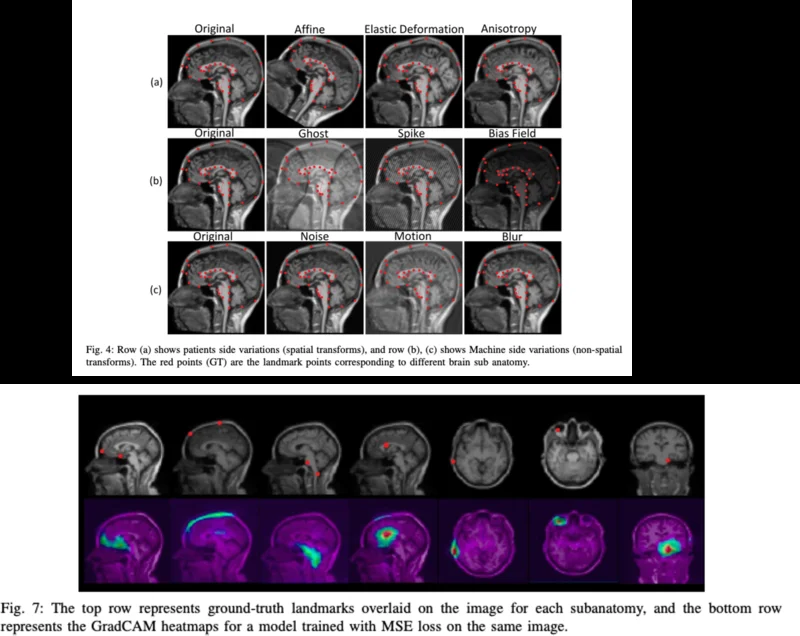 Original Affine Elastic Deformation Anisotropy
(a)
Original Ghost Spike Bias Field
(b)
Original Noise Motion Blur
(c)
Fig. 4: Row (a) shows patients side variations (spatial transforms), and row (b), (c) shows Machine side variations (non-spatial
transforms). The red points (GT) are the landmark points corresponding to different brain sub anatomy.
Fig. 7: The top row represents ground-truth landmarks overlaid on the image for each subanatomy, and the bottom row
represents the GradCAM heatmaps for a model trained with MSE loss on the same image.